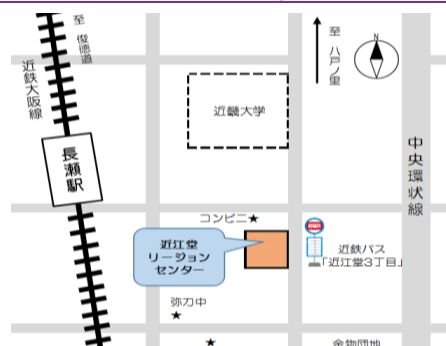 至 俊徳道
近鉄大阪線
長瀬駅
近畿大学
至 八戸ノ里
N
中央環状線
コンビニ★
近江堂
リージョン
センター
近鉄バス
「近江堂3丁目」
弥刀中
★
★
金物団地